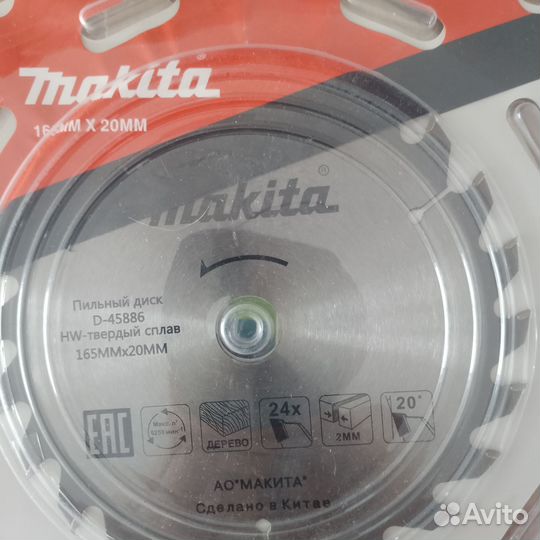 makita
MM X 20MM
makita
Пильный диск
D-45886
HW-твердый сплав
165MMx20MM
EAC
ДЕРЕВО
24x
2MM
20°
АО"МАКИТА"
Сделано в Китае
Avito